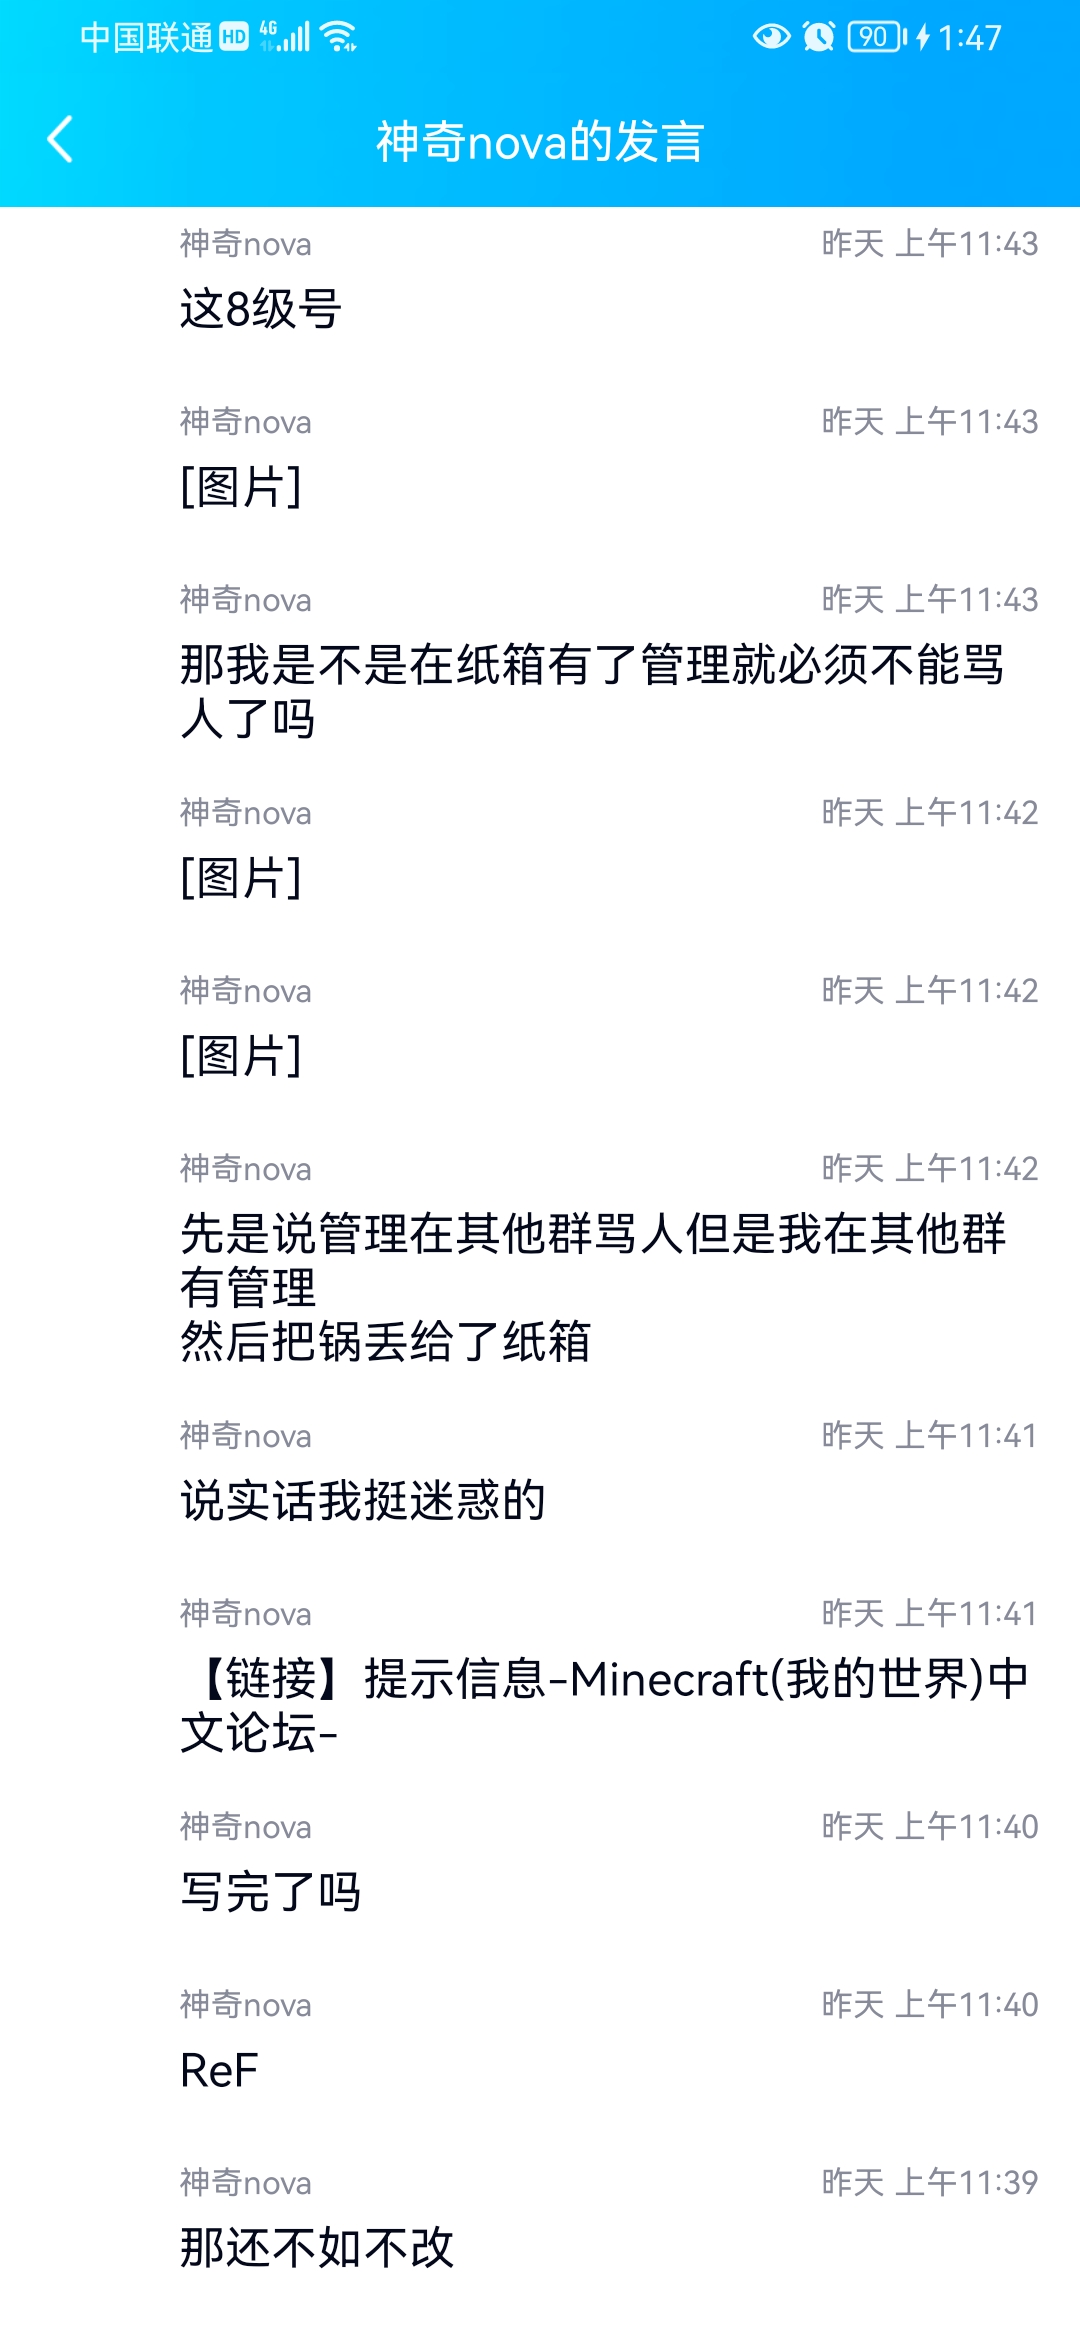 中国联通 HD 4G 90 1:47
神奇nova的发言
神奇nova 昨天 上午11:43
这8级号
神奇nova 昨天 上午11:43
[图片]
神奇nova 昨天 上午11:43
那我是不是在纸箱有了管理就必须不能骂
人了吗
神奇nova 昨天 上午11:42
[图片]
神奇nova 昨天 上午11:42
[图片]
神奇nova 昨天 上午11:42
先是说管理在其他群骂人但是我在其他群
有管理
然后把锅丢给了纸箱
神奇nova 昨天 上午11:41
说实话我挺迷惑的
神奇nova 昨天 上午11:41
【链接】提示信息-Minecraft(我的世界)中
文论坛-
神奇nova 昨天 上午11:40
写完了吗
神奇nova 昨天 上午11:40
ReF
神奇nova 昨天 上午11:39
那还不如不改